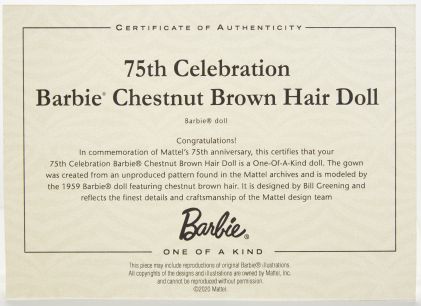 CERTIFICATE OF AUTHENTICITY
75th Celebration
Barbie® Chestnut Brown Hair Doll
Barbie® doll
Congratulations!
In commemoration of Mattel's 75th anniversary, this certifies that your
75th Celebration Barbie® Chestnut Brown Hair Doll is a One-Of-A-Kind doll. The gown
was created from an unproduced pattern found in the Mattel archives and is modeled by
the 1959 Barbie® doll featuring chestnut brown hair. It is designed by Bill Greening and
reflects the finest details and craftsmanship of the Mattel design team
Barbie®
ONE OF A KIND
This piece may include reproductions of original Barbie® illustrations.
All copyrights of the designs and illustrations are owned by Mattel, Inc.
and cannot be reproduced without permission.
©2020 Mattel.